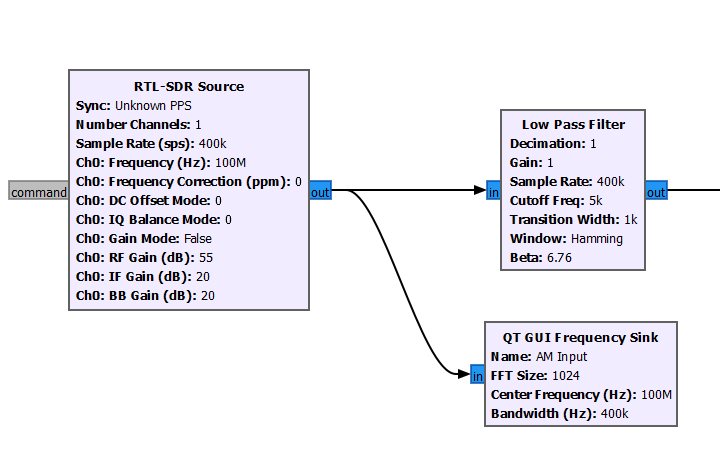 RTL-SDR Source
Sync: Unknown PPS
Number Channels: 1
Sample Rate (sps): 400k
Ch0: Frequency (Hz): 100M
Ch0: Frequency Correction (ppm): 0
Ch0: DC Offset Mode: 0
Ch0: IQ Balance Mode: 0
Ch0: Gain Mode: False
Ch0: RF Gain (dB): 55
Ch0: IF Gain (dB): 20
Ch0: BB Gain (dB): 20
command
out
in
Low Pass Filter
Decimation: 1
Gain: 1
Sample Rate: 400k
Cutoff Freq: 5k
Transition Width: 1k
Window: Hamming
Beta: 6.76
out
in
QT GUI Frequency Sink
Name: AM Input
FFT Size: 1024
Center Frequency (Hz): 100M
Bandwidth (Hz): 400k